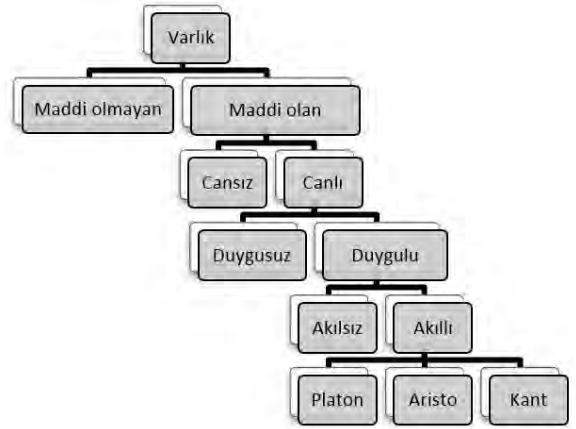 Varlık
Maddi olmayan
Maddi olan
Cansız
Canlı
Duygusuz
Duygulu
Akılsız
Akıllı
Platon
Aristo
Kant